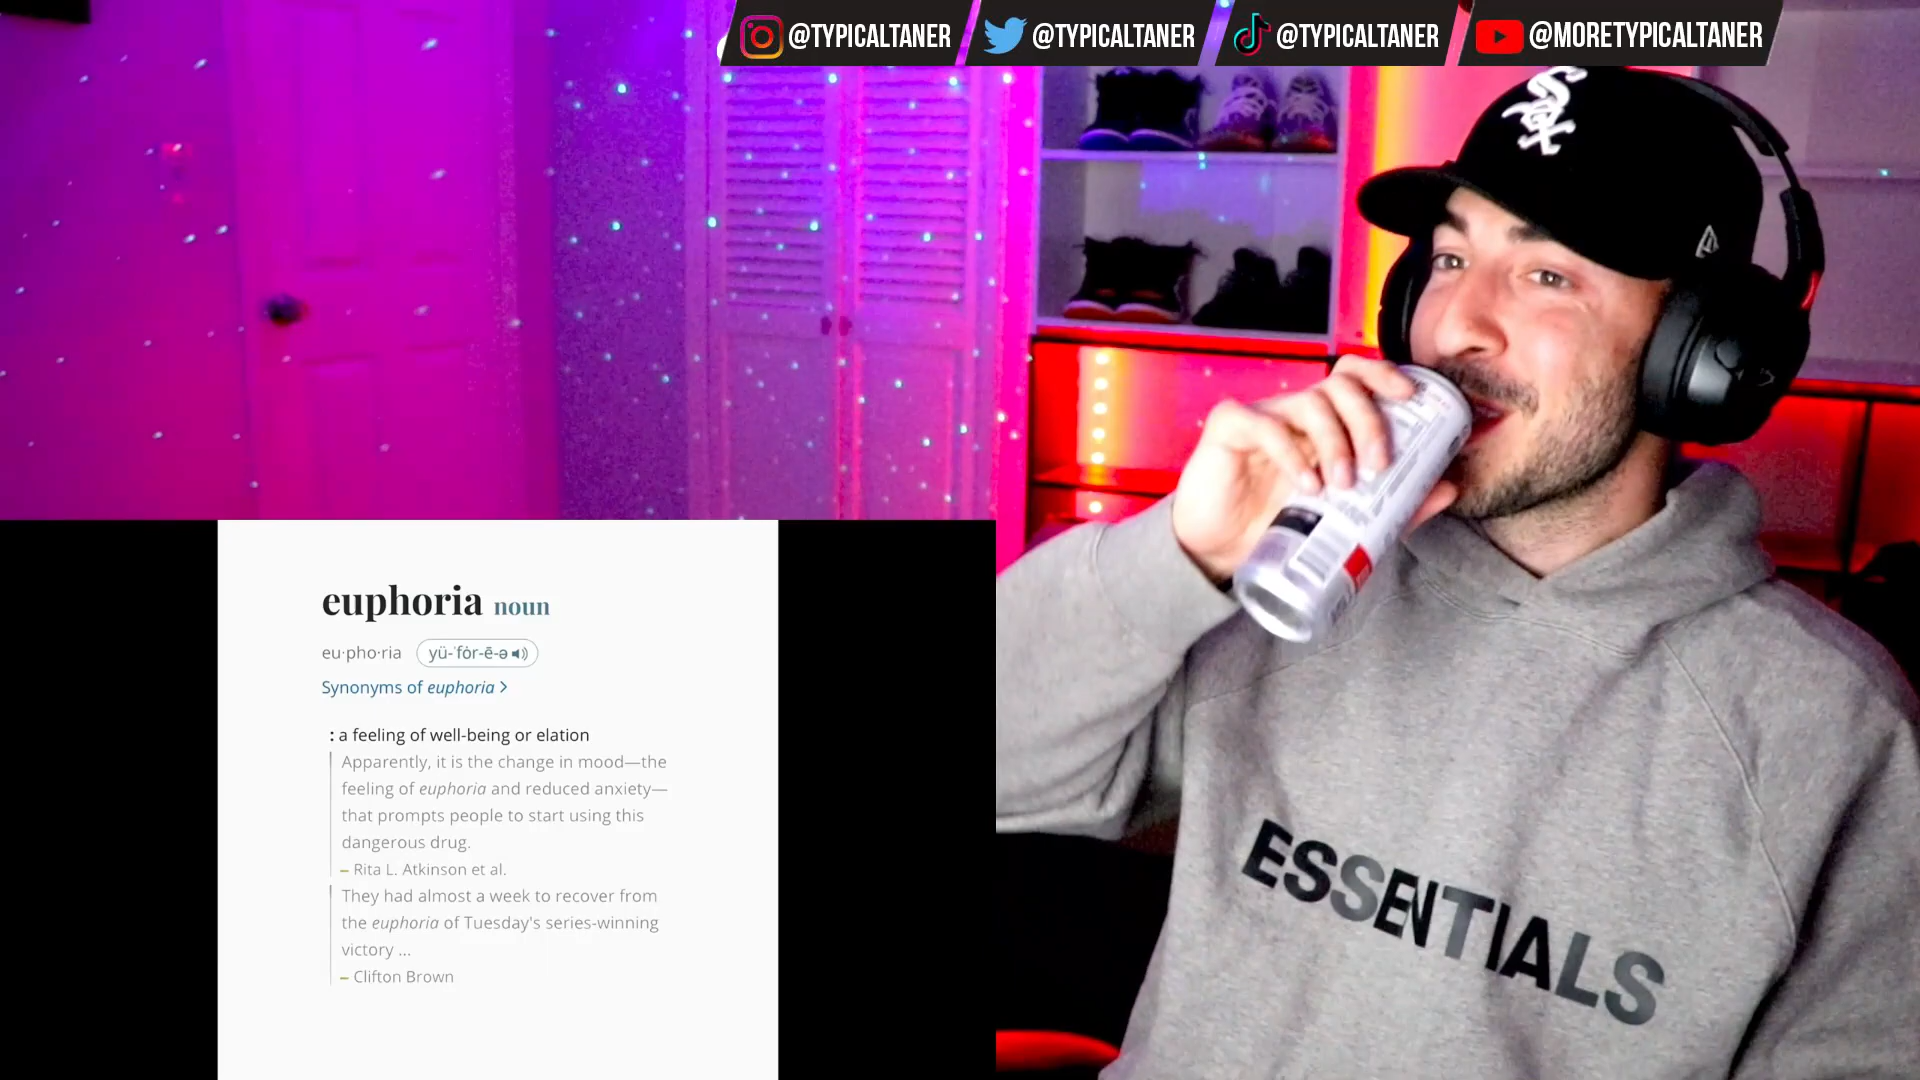 @TYPICALTANER @TYPICALTANER @TYPICALTANER @MORETYPICALTANER
Sox
euphoria noun
eu·pho·ria yü-ˈfȯr-ē-ə
Synonyms of euphoria >
: a feeling of well-being or elation
Apparently, it is the change in mood—the
feeling of euphoria and reduced anxiety—
that prompts people to start using this
dangerous drug.
– Rita L. Atkinson et al.
They had almost a week to recover from
the euphoria of Tuesday's series-winning
victory ...
– Clifton Brown
ESSENTIALS